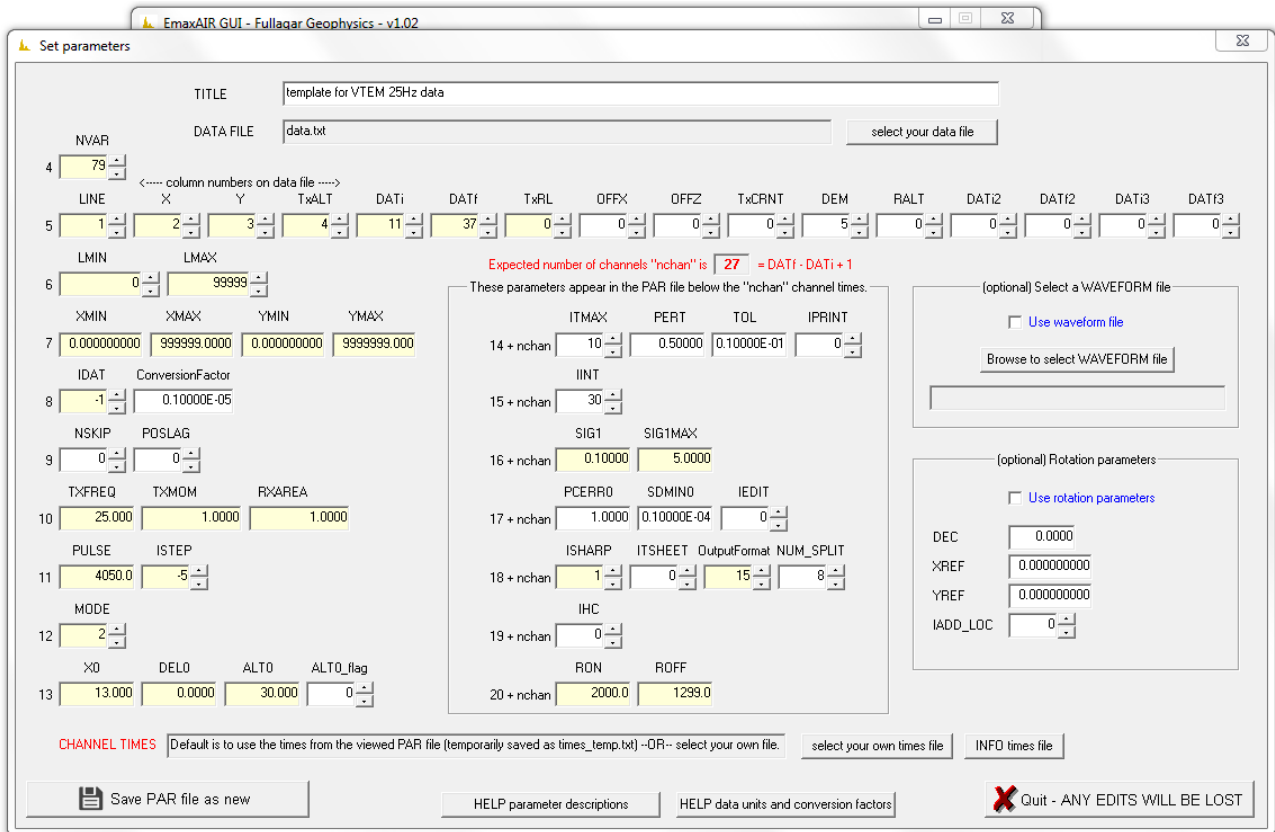 EmaxAIR GUI - Fullagar Geophysics - v1.02
Set parameters
TITLE template for VTEM 25Hz data
DATA FILE data.txt select your data file
NVAR
4 79
<----- column numbers on data file ----->
LINE X Y TxALT DATi DATf TxRL OFFX OFFZ TxCRNT DEM RALT DATi2 DATf2 DATi3 DATf3
5 1 2 3 4 11 37 0 0 0 0 5 0 0 0 0 0
LMIN LMAX
6 0 99999
Expected number of channels "nchan" is 27 = DATf - DATi + 1
XMIN XMAX YMIN YMAX
7 0.000000000 999999.0000 0.000000000 9999999.000
IDAT ConversionFactor
8 -1 0.10000E-05
NSKIP POSLAG
9 0 0
TXFREQ TXMOM RXAREA
10 25.000 1.0000 1.0000
PULSE ISTEP
11 4050.0 -5
MODE
12 2
X0 DEL0 ALT0 ALT0_flag
13 13.000 0.0000 30.000 0
These parameters appear in the PAR file below the "nchan" channel times.
ITMAX PERT TOL IPRINT
14 + nchan 10 0.50000 0.10000E-01 0
IINT
15 + nchan 30
SIG1 SIG1MAX
16 + nchan 0.10000 5.0000
PCERR0 SDMIN0 IEDIT
17 + nchan 1.0000 0.10000E-04 0
ISHARP ITSHEET OutputFormat NUM_SPLIT
18 + nchan 1 0 15 8
IHC
19 + nchan 0
RON ROFF
20 + nchan 2000.0 1299.0
(optional) Select a WAVEFORM file
Use waveform file
Browse to select WAVEFORM file
(optional) Rotation parameters
Use rotation parameters
DEC 0.0000
XREF 0.000000000
YREF 0.000000000
IADD_LOC 0
CHANNEL TIMES Default is to use the times from the viewed PAR file (temporarily saved as times_temp.txt) --OR-- select your own file. select your own times file INFO times file
Save PAR file as new HELP parameter descriptions HELP data units and conversion factors Quit - ANY EDITS WILL BE LOST